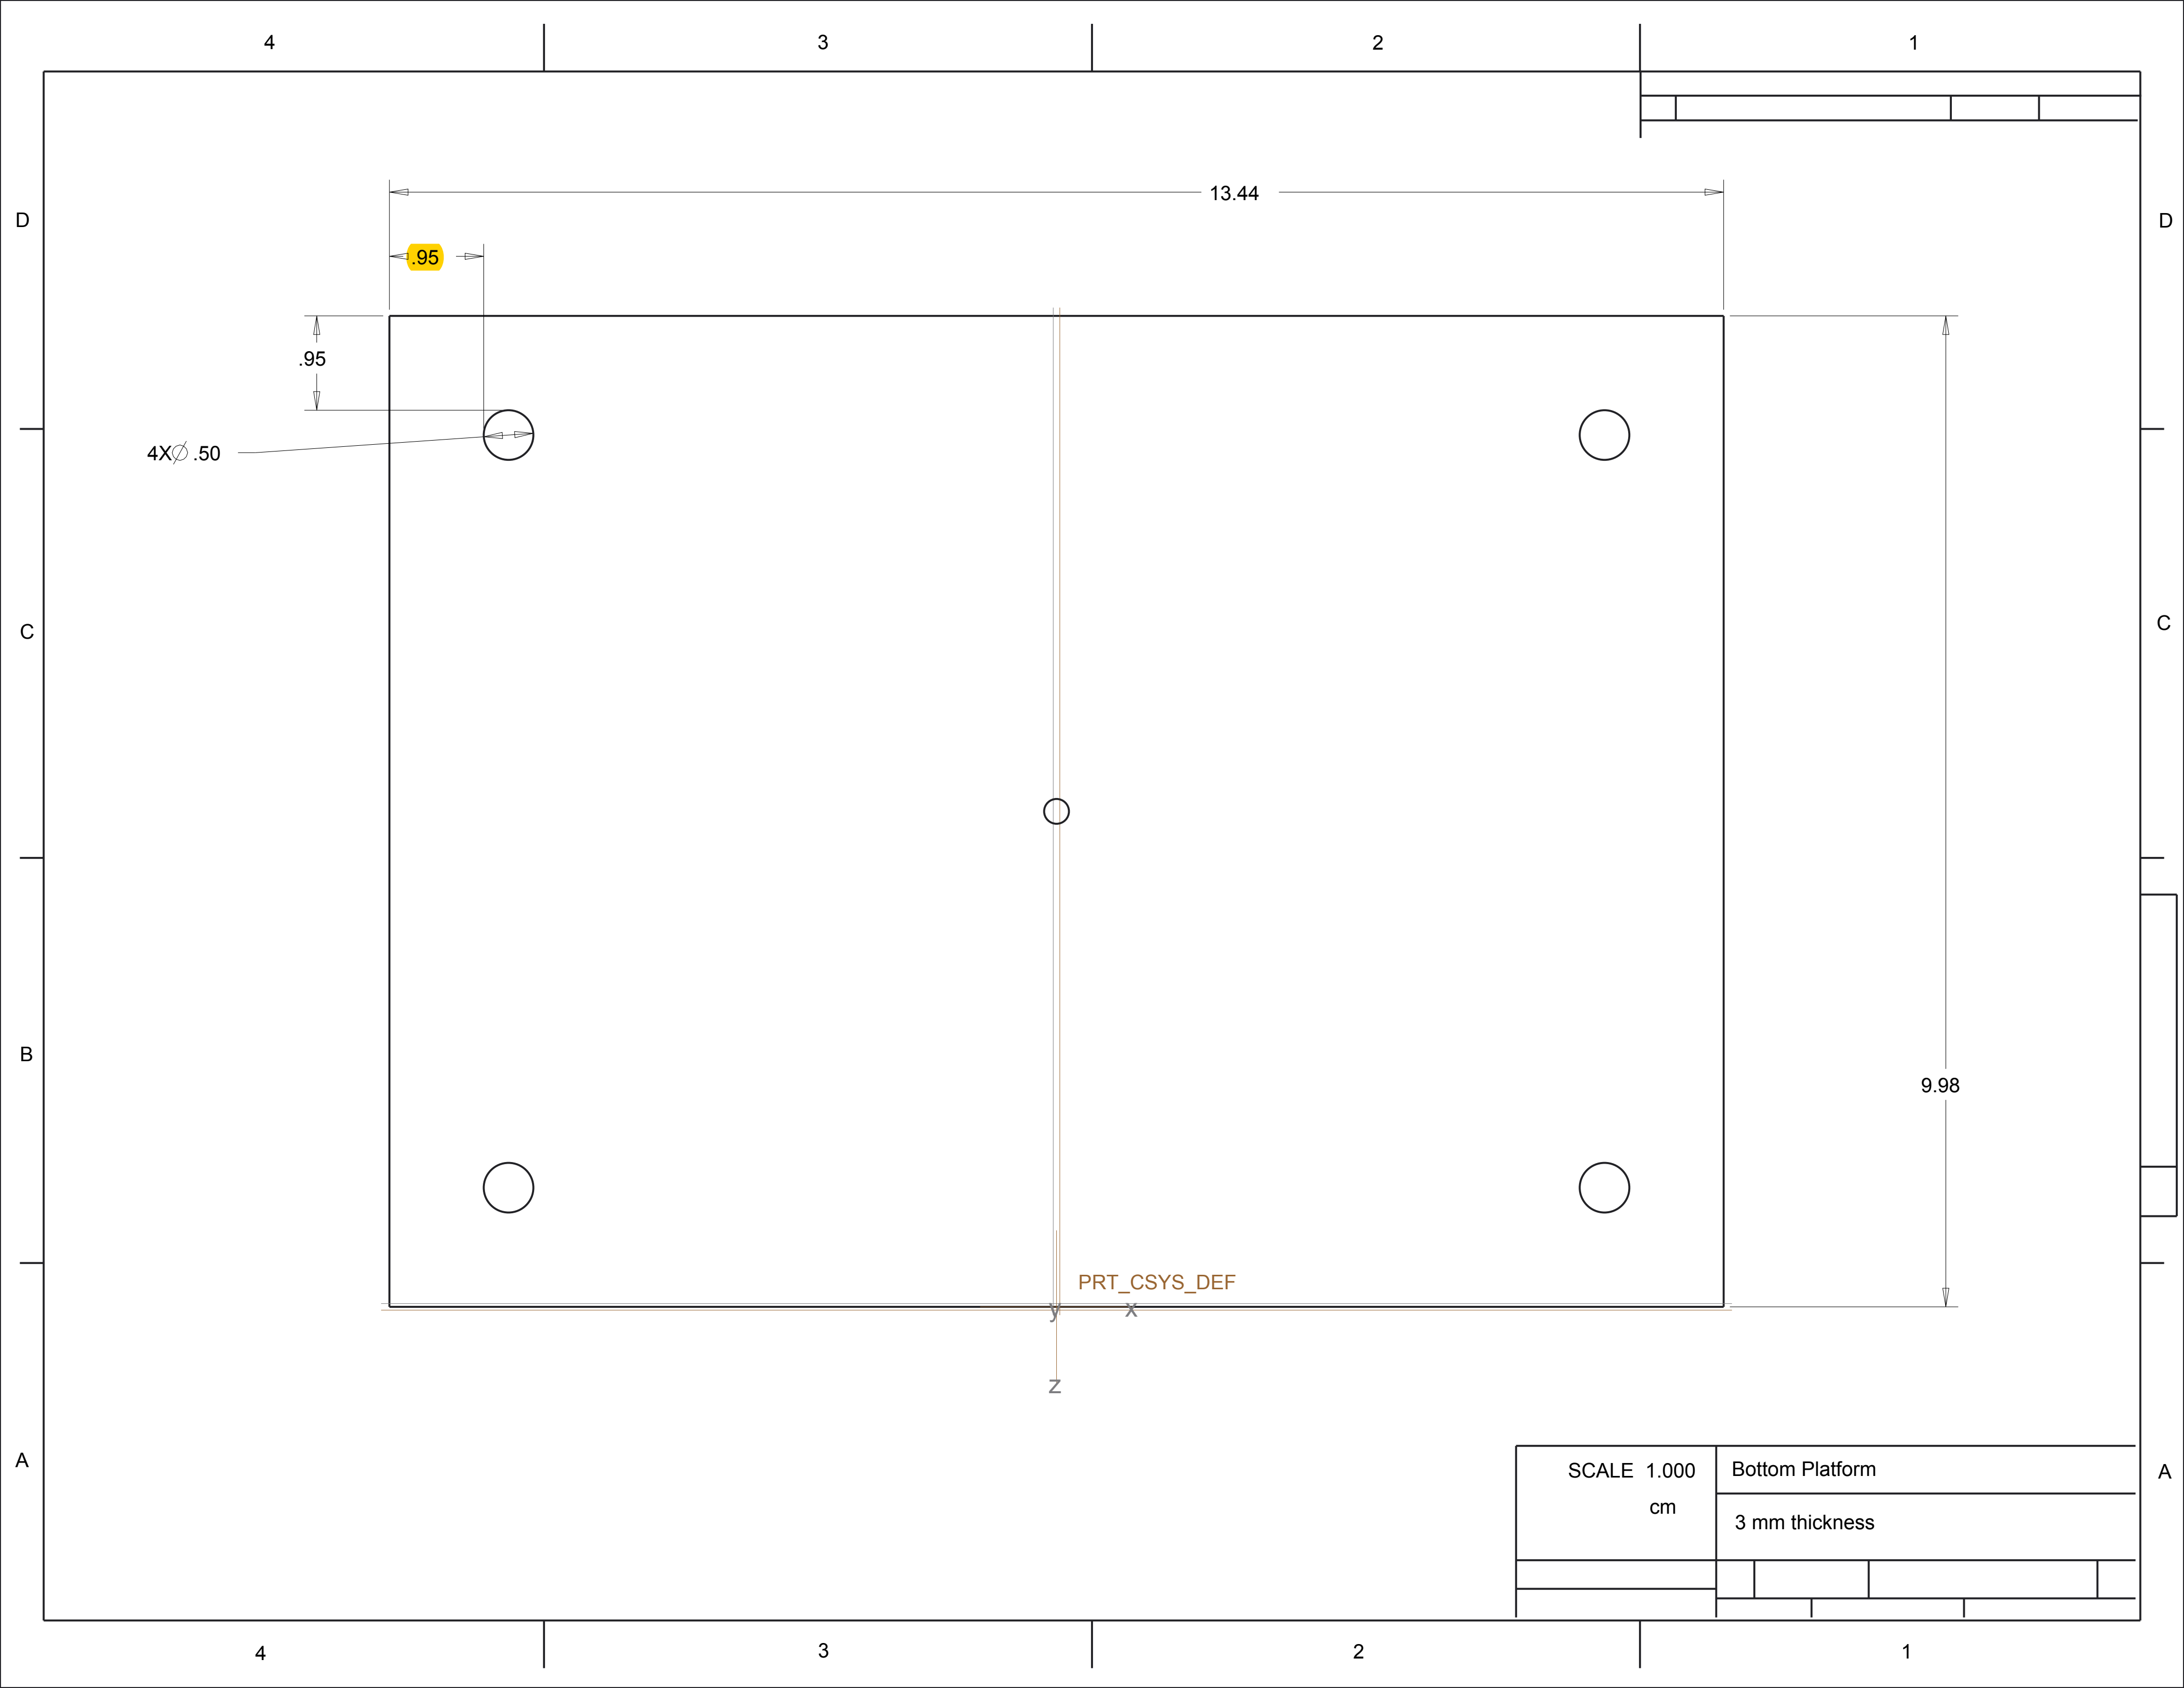 4 3 2 1
13.44
D .95 D
.95
4X∅ .50
C C
B
9.98
PRT_CSYS_DEF
y x
z
A SCALE 1.000 Bottom Platform A
cm
3 mm thickness
4 3 2 1